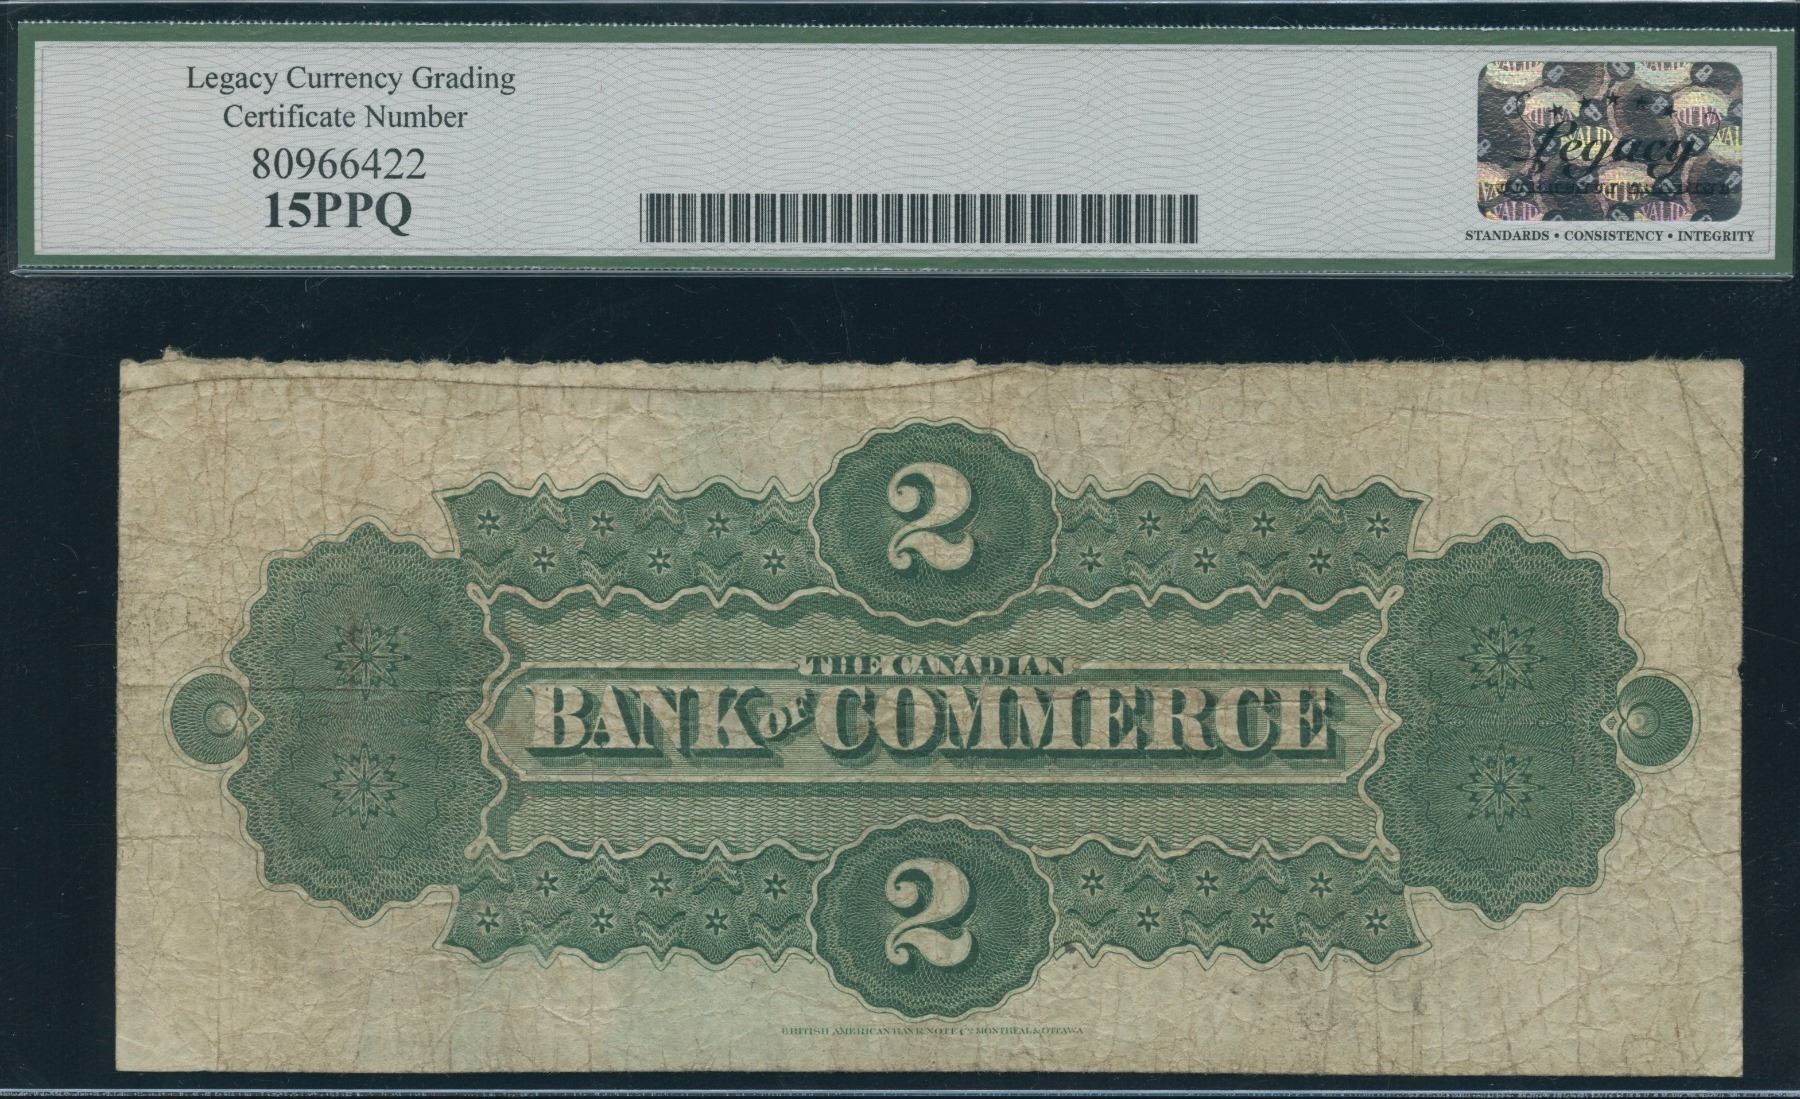 Legacy Currency Grading
Certificate Number
80966422
15PPQ
Legacy
STANDARDS • CONSISTENCY • INTEGRITY
2
THE CANADIAN
BANK OF COMMERCE
2
BRITISH AMERICAN BANK NOTE Co. MONTREAL & OTTAWA